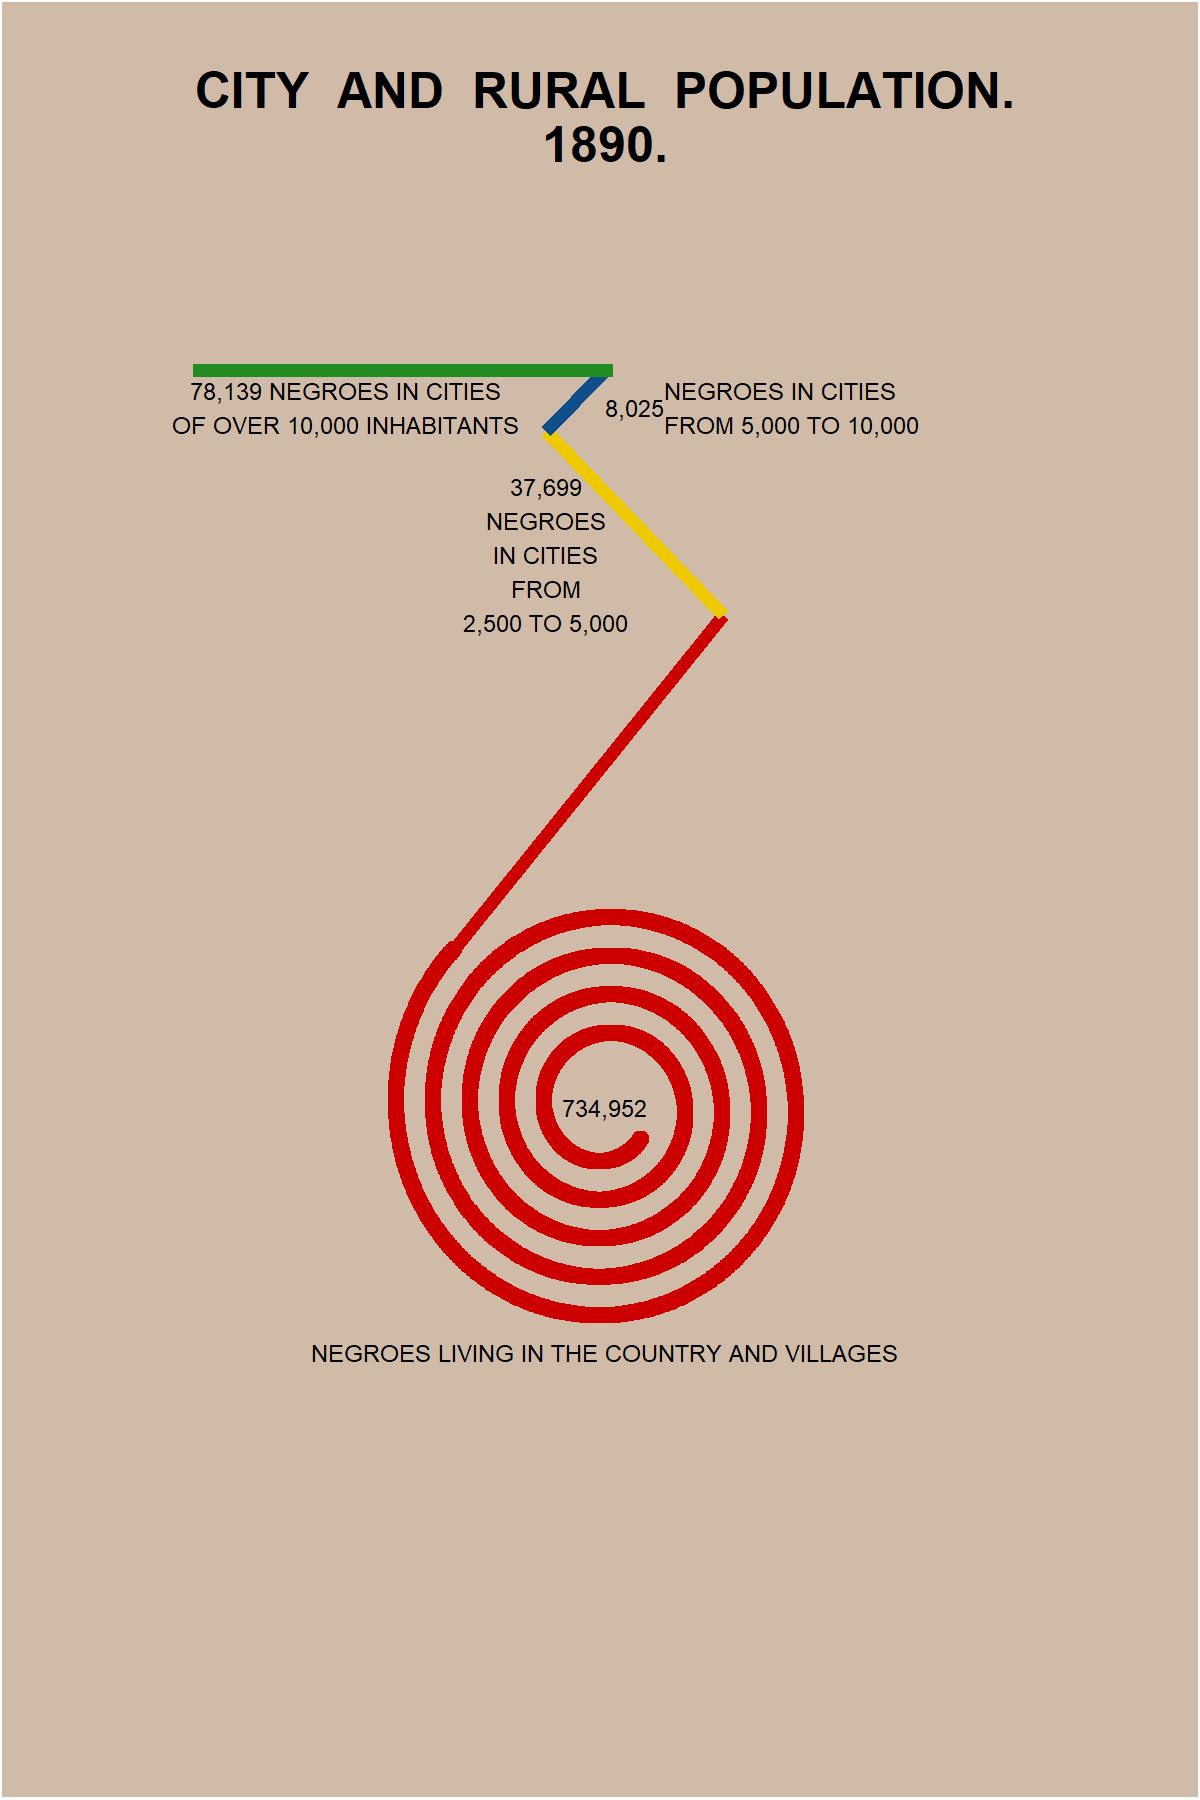 CITY AND RURAL POPULATION.
1890.
78,139 NEGROES IN CITIES
OF OVER 10,000 INHABITANTS
8,025
NEGROES IN CITIES
FROM 5,000 TO 10,000
37,699
NEGROES
IN CITIES
FROM
2,500 TO 5,000
734,952
NEGROES LIVING IN THE COUNTRY AND VILLAGES